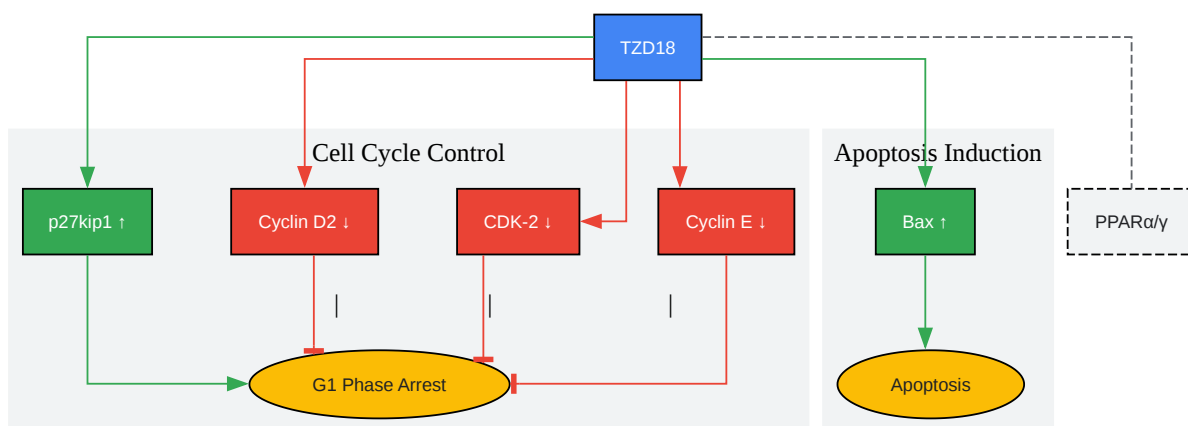 TZD18
Cell Cycle Control
Apoptosis Induction
p27kip1 ↑
Cyclin D2 ↓
CDK-2 ↓
Cyclin E ↓
Bax ↑
PPARα/γ
|
|
|
G1 Phase Arrest
Apoptosis